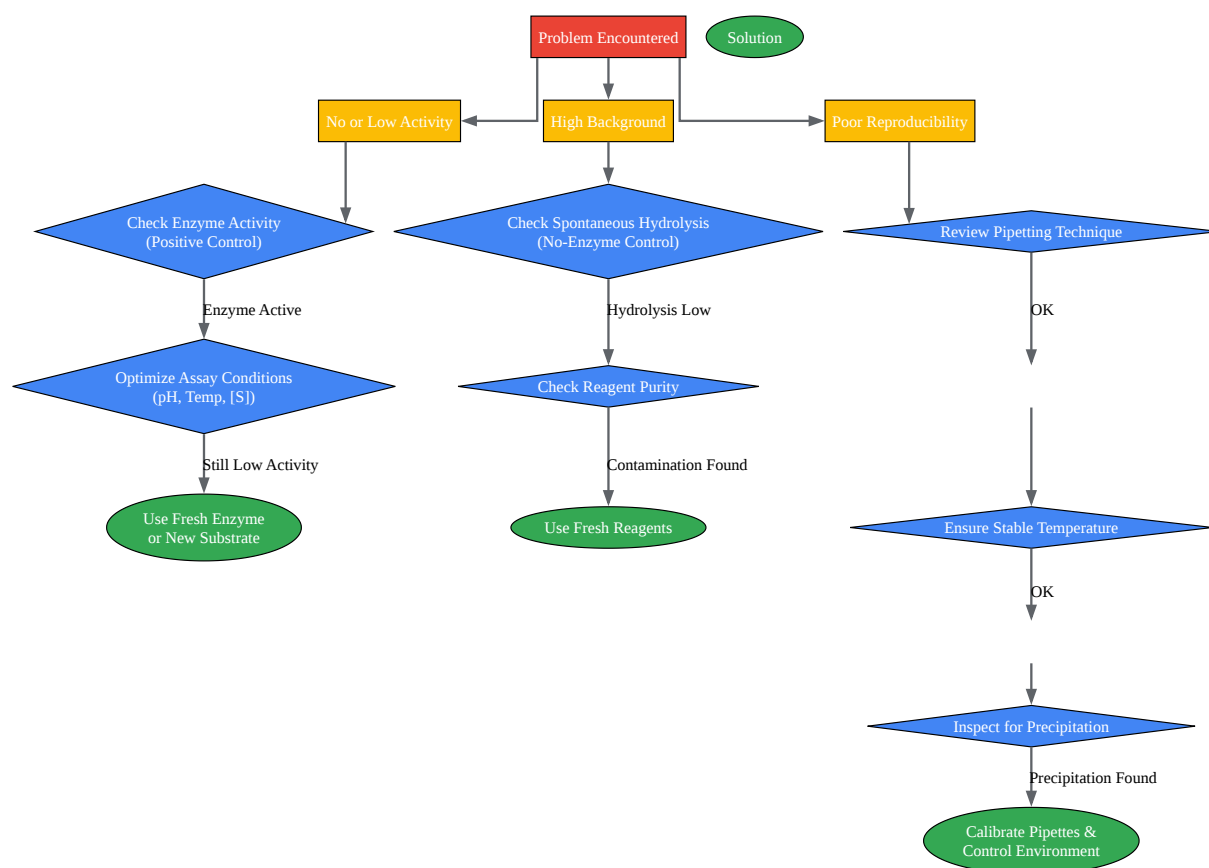 Problem Encountered
Solution
No or Low Activity
High Background
Poor Reproducibility
Check Enzyme Activity
(Positive Control)
Check Spontaneous Hydrolysis
(No-Enzyme Control)
Review Pipetting Technique
Enzyme Active
Hydrolysis Low
OK
Optimize Assay Conditions
(pH, Temp, [S])
Check Reagent Purity
Still Low Activity
Contamination Found
Use Fresh Enzyme
or New Substrate
Use Fresh Reagents
Ensure Stable Temperature
OK
Inspect for Precipitation
Precipitation Found
Calibrate Pipettes &
Control Environment